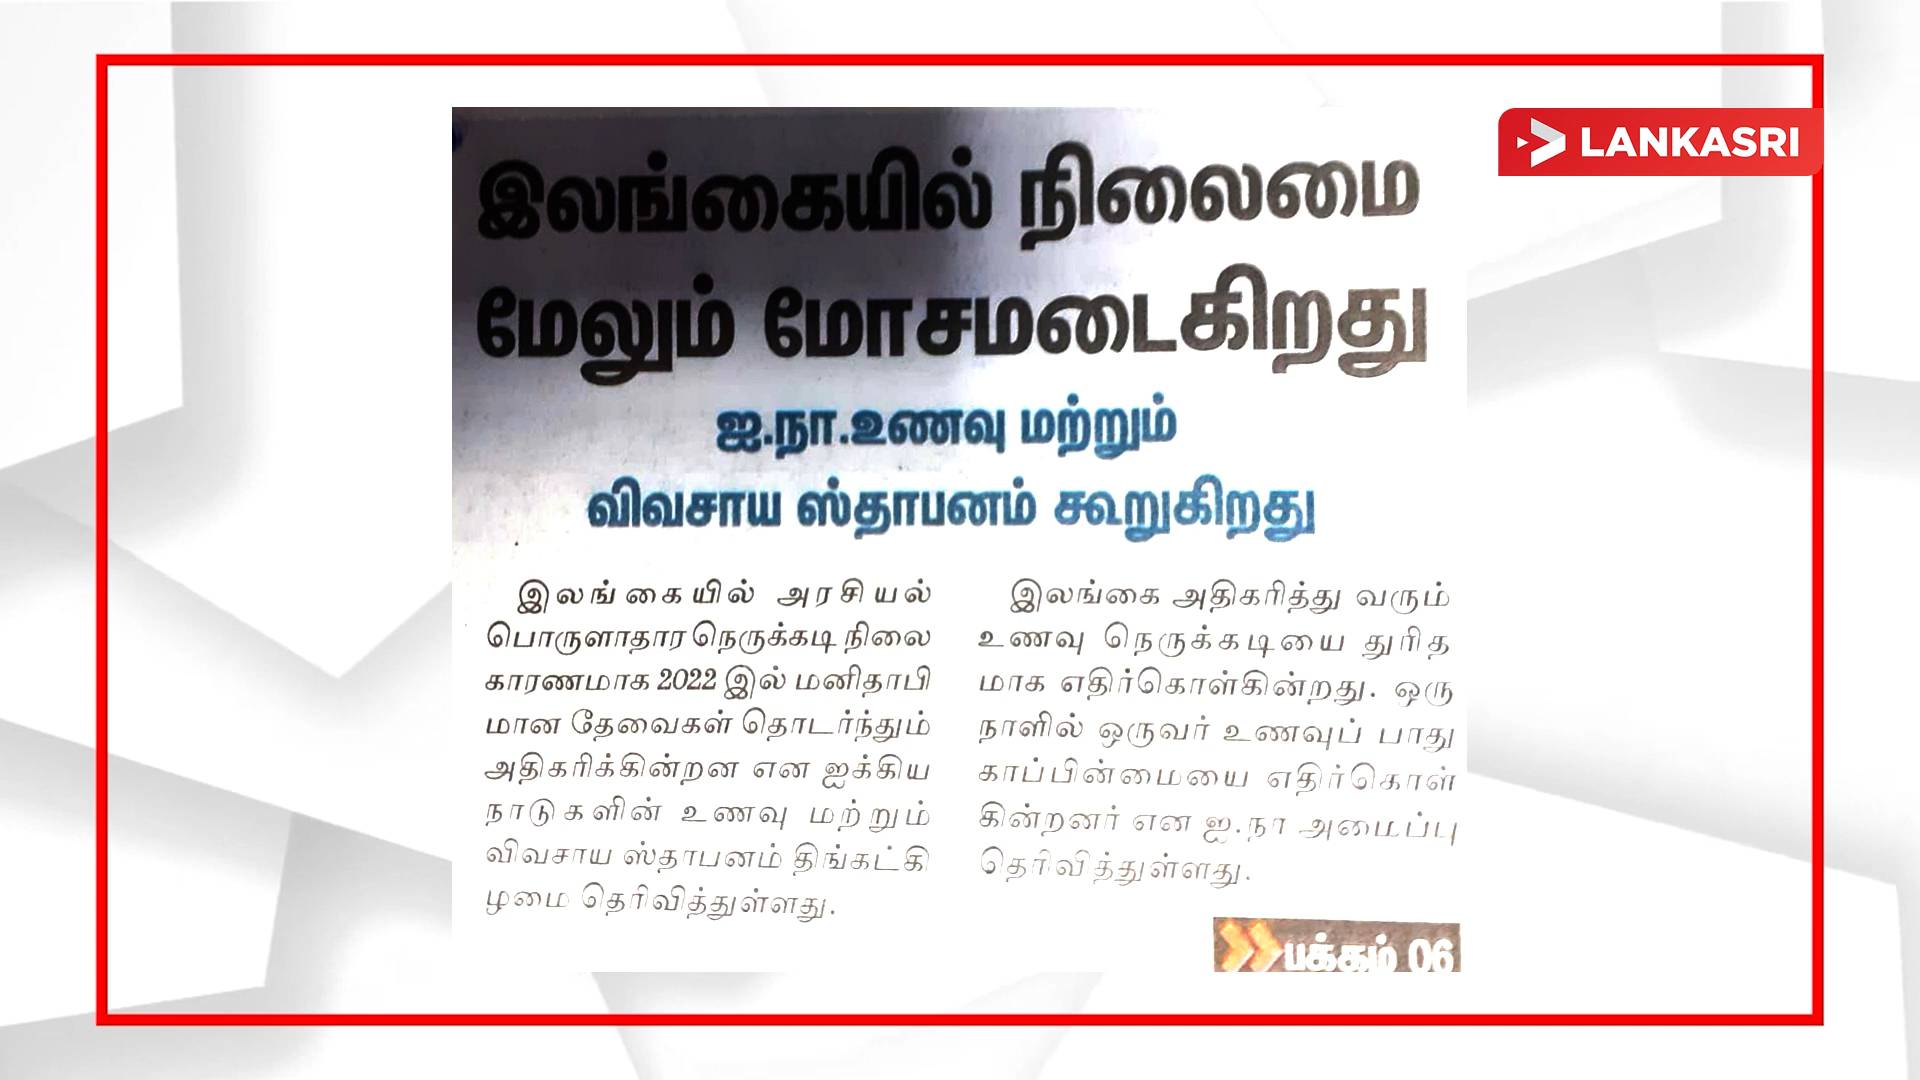 LANKASRI
இலங்கையில் நிலைமை
மேலும் மோசமடைகிறது
ஐ.நா.உணவு மற்றும்
விவசாய ஸ்தாபனம் கூறுகிறது
இலங்கையில் அரசியல்
பொருளாதார நெருக்கடி நிலை
காரணமாக 2022 இல் மனிதாபி
மான தேவைகள் தொடர்ந்தும்
அதிகரிக்கின்றன என ஐக்கிய
நாடுகளின் உணவு மற்றும்
விவசாய ஸ்தாபனம் திங்கட்கி
ழமை தெரிவித்துள்ளது.
இலங்கை அதிகரித்து வரும்
உணவு நெருக்கடியை துரித
மாக எதிர்கொள்கின்றது. ஒரு
நாளில் ஒருவர் உணவுப் பாது
காப்பின்மையை எதிர்கொள்
கின்றனர் என ஐ.நா அமைப்பு
தெரிவித்துள்ளது.
பக்கம் 06